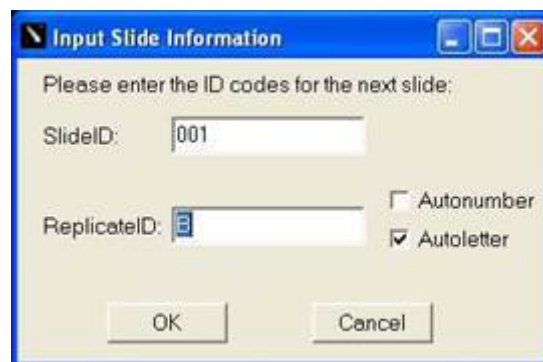 Input Slide Information
Please enter the ID codes for the next slide:
SlideID: 001
Autonumber
ReplicateID: B
Autoletter
OK Cancel